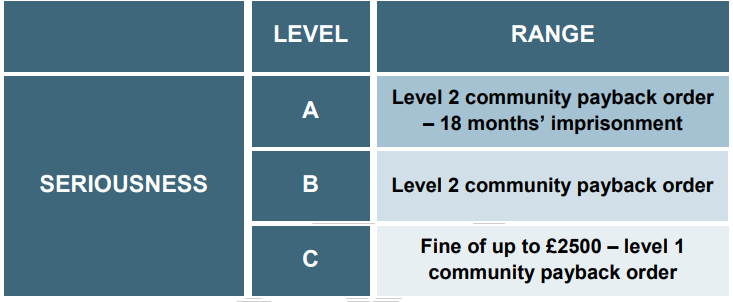 LEVEL
RANGE
SERIOUSNESS
A
Level 2 community payback order
– 18 months’ imprisonment
B
Level 2 community payback order
C
Fine of up to £2500 – level 1
community payback order